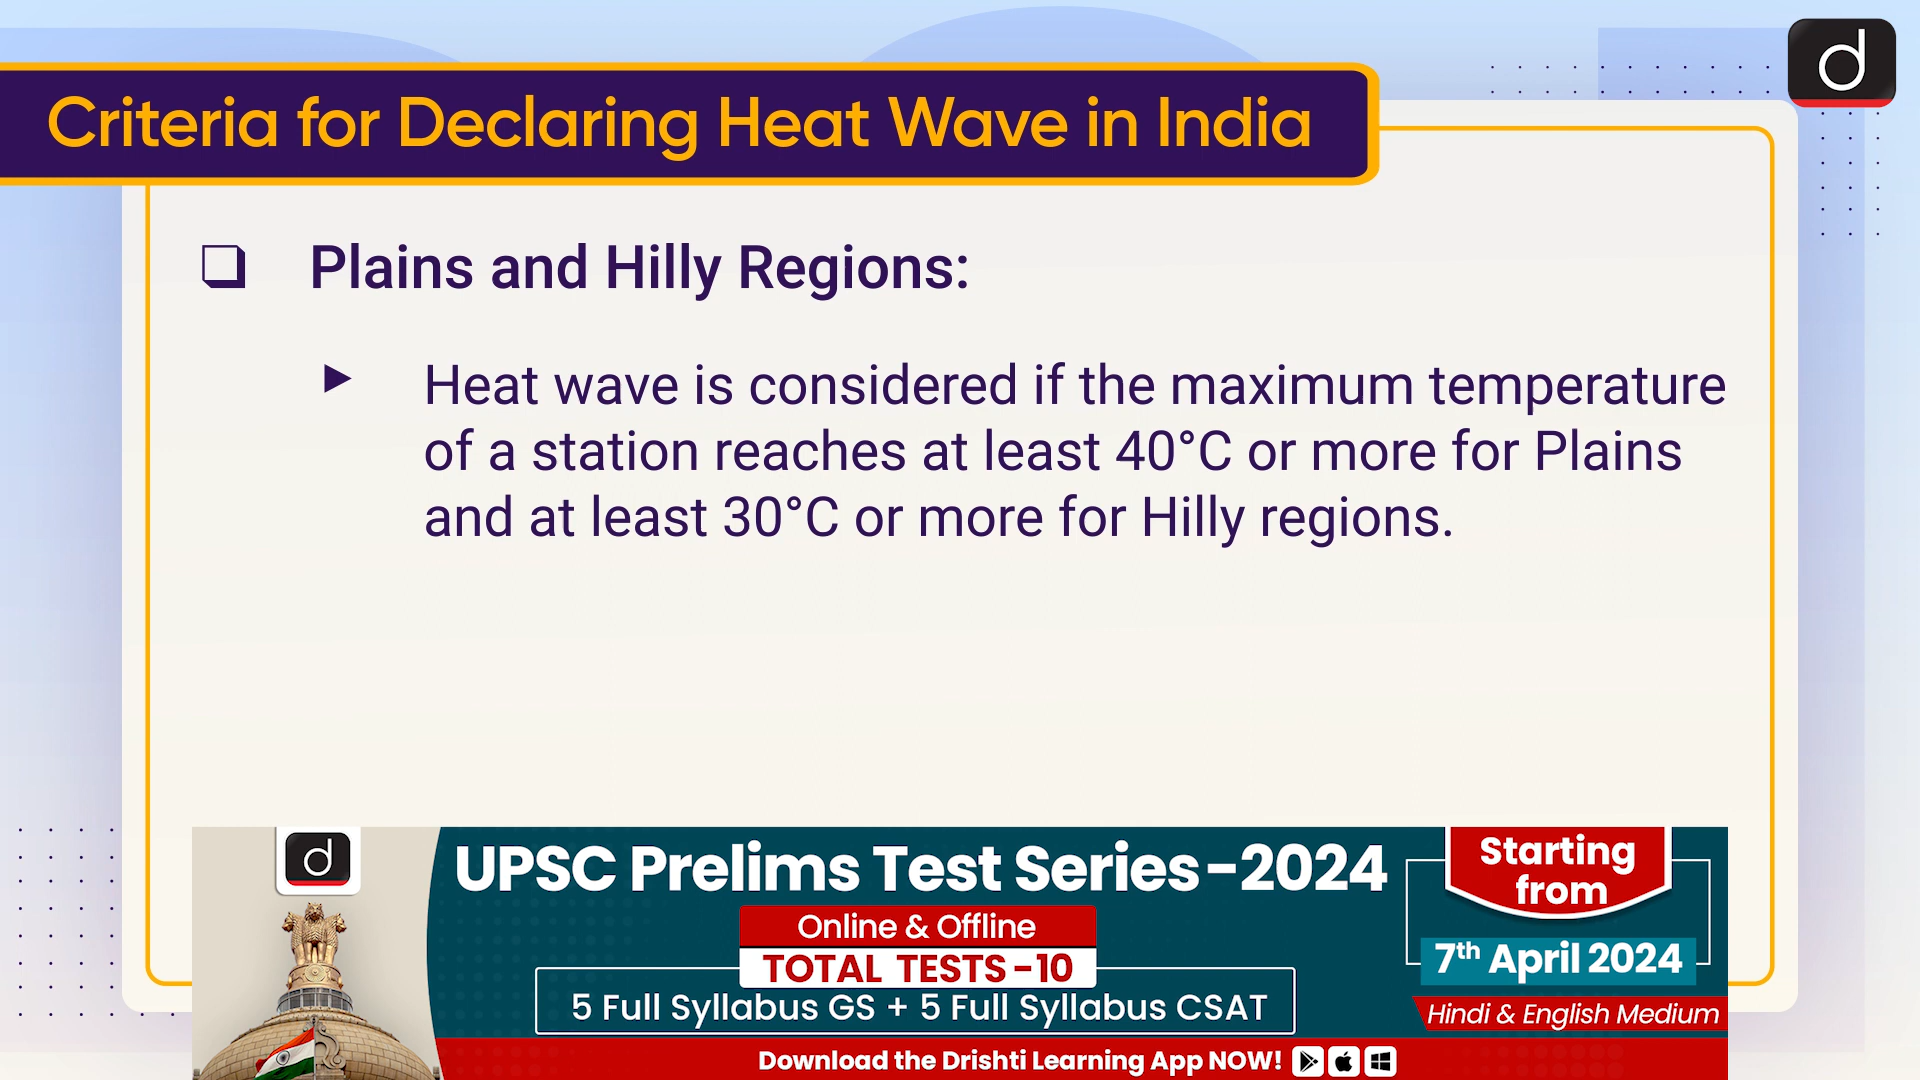 d
Criteria for Declaring Heat Wave in India
❑ Plains and Hilly Regions:
► Heat wave is considered if the maximum temperature
of a station reaches at least 40°C or more for Plains
and at least 30°C or more for Hilly regions.
d
UPSC Prelims Test Series-2024
Online & Offline
TOTAL TESTS-10
5 Full Syllabus GS + 5 Full Syllabus CSAT
Starting
from
7th April 2024
Hindi & English Medium
Download the Drishti Learning App NOW!